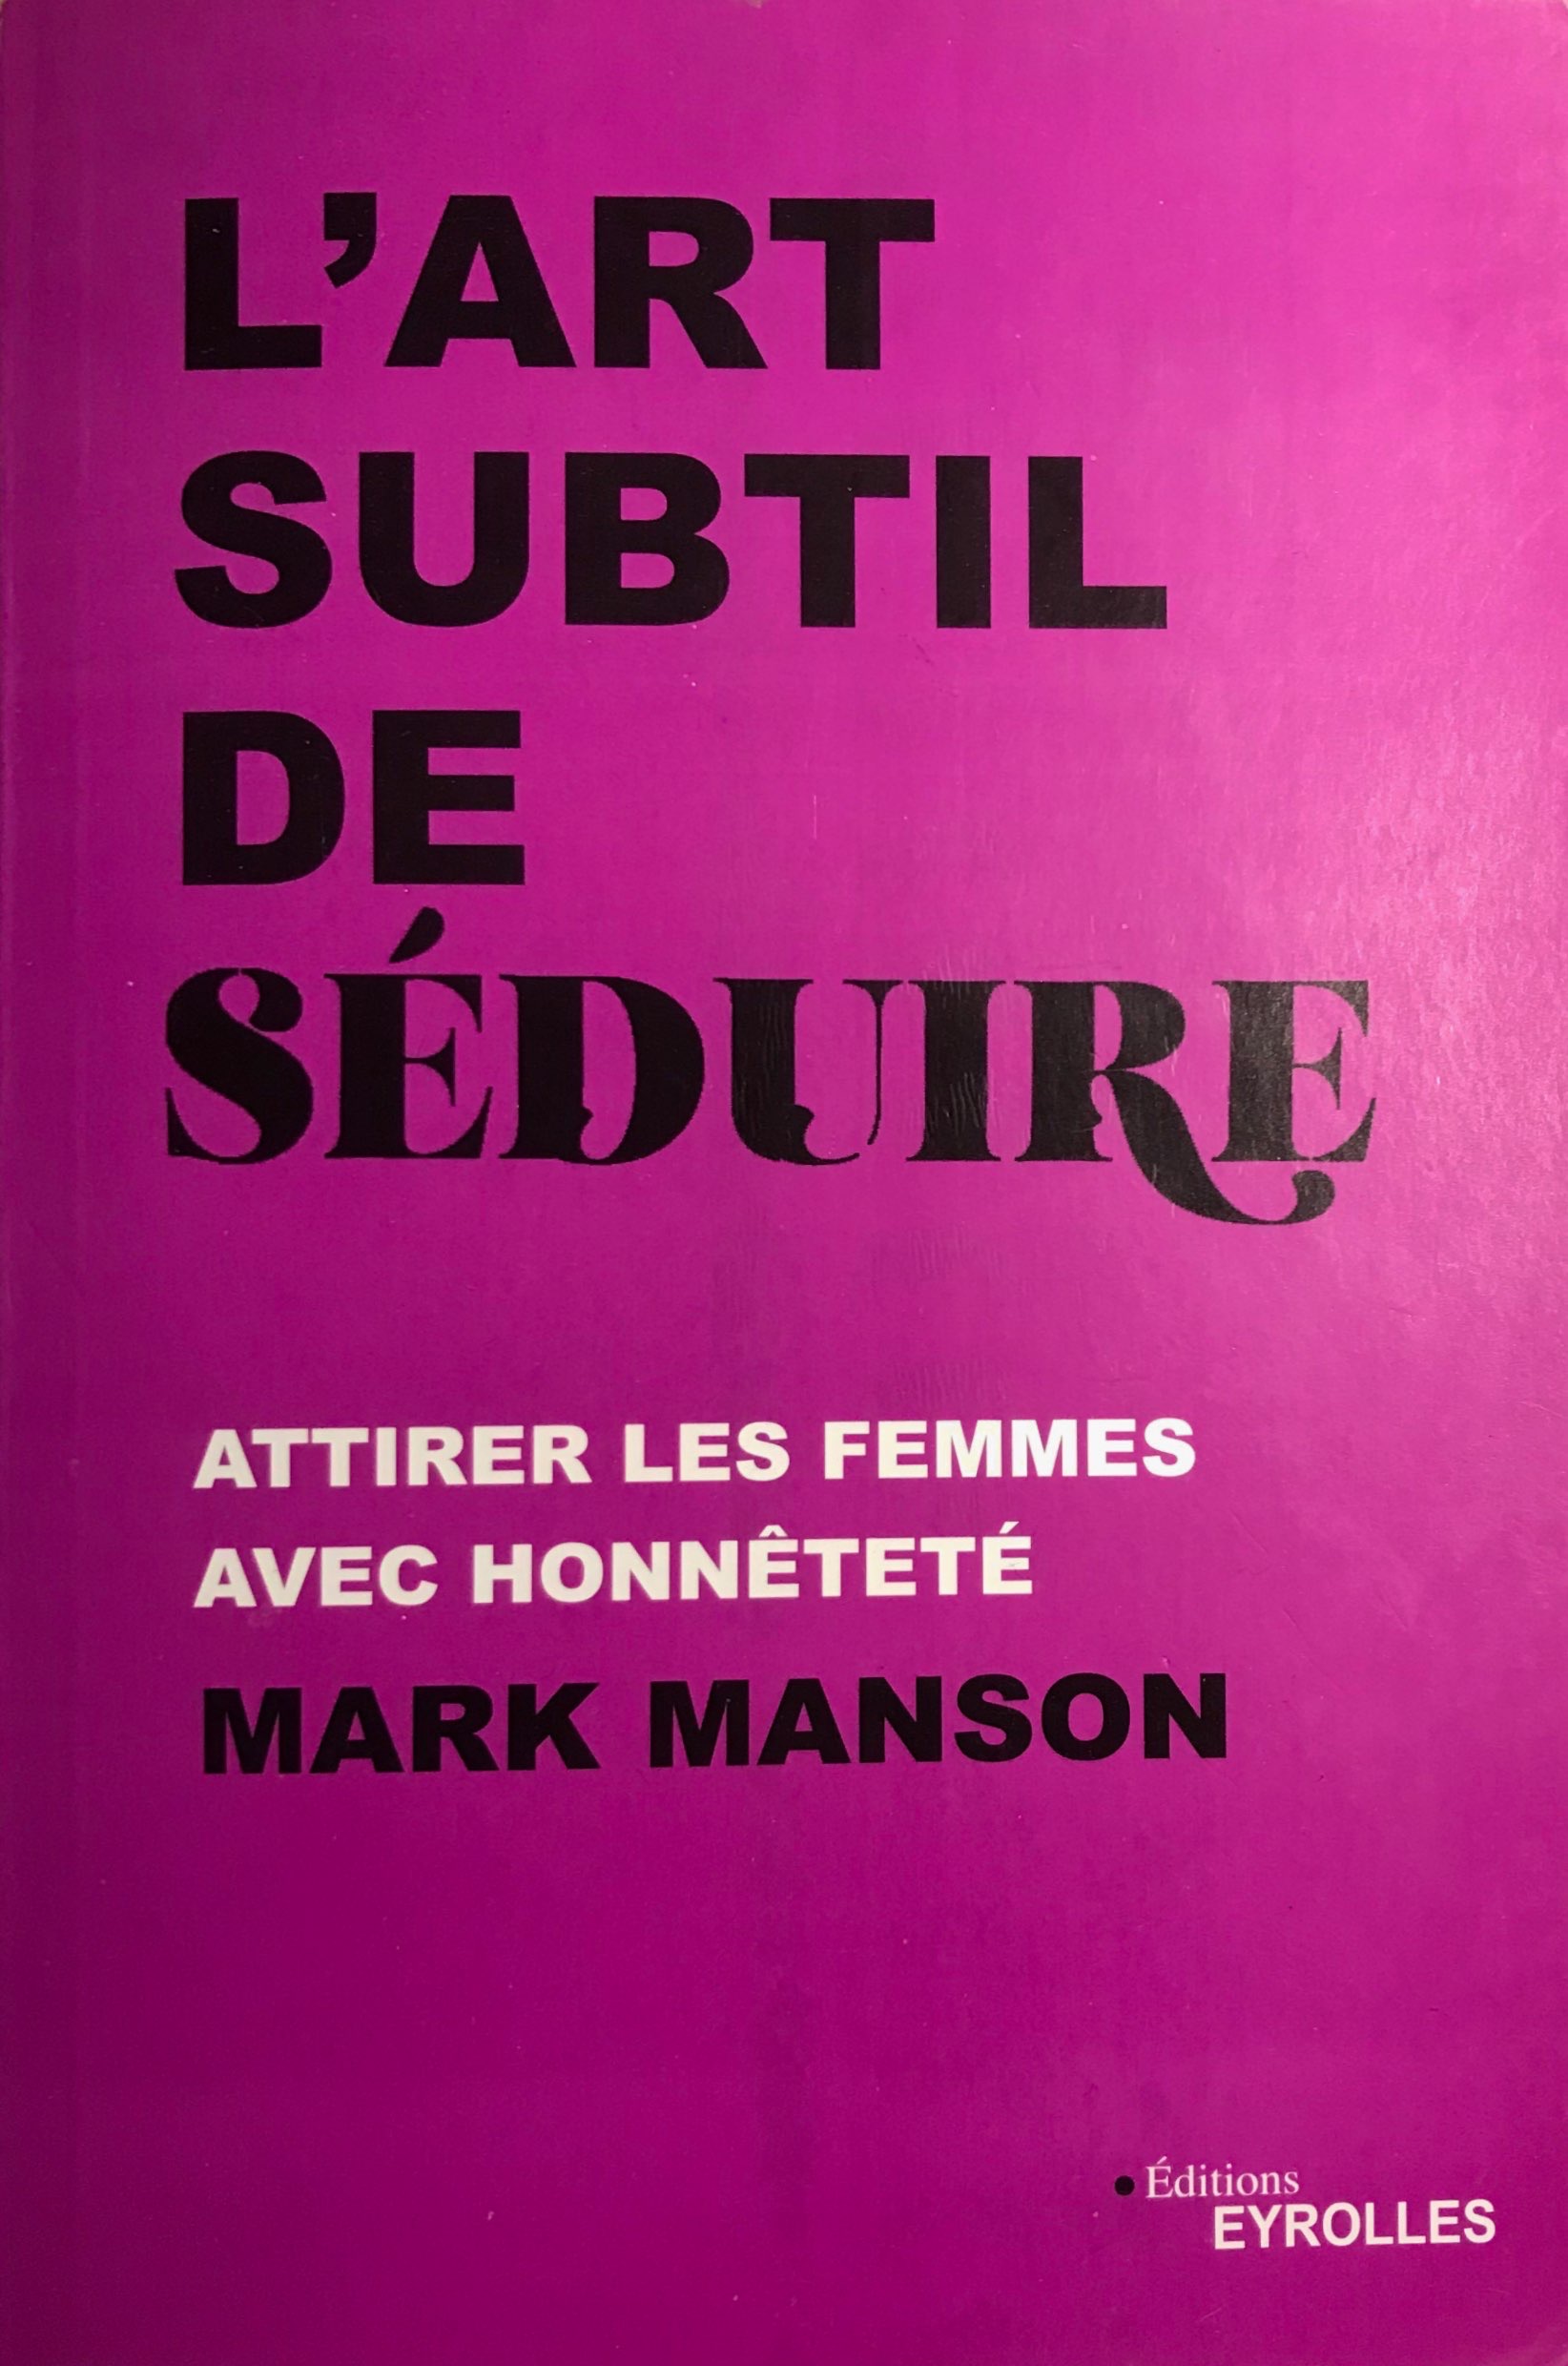 L’ART
SUBTIL
DE
SÉDUIRE
ATTIRER LES FEMMES
AVEC HONNÊTETÉ
MARK MANSON
Éditions
EYROLLES